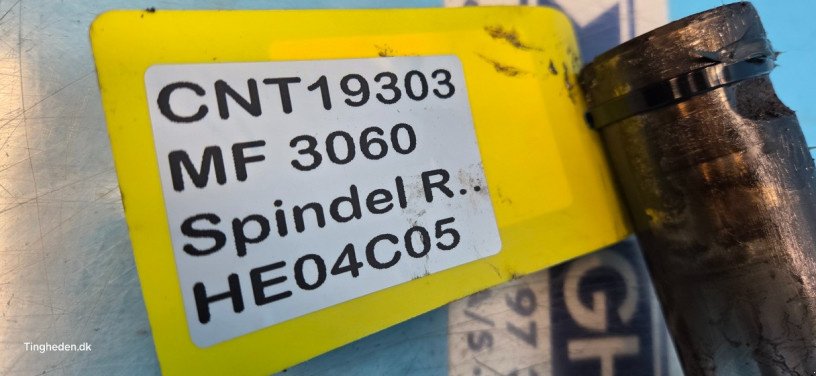 CNT19303
MF 3060
Spindel R..
HE04C05
Tingheden.dk